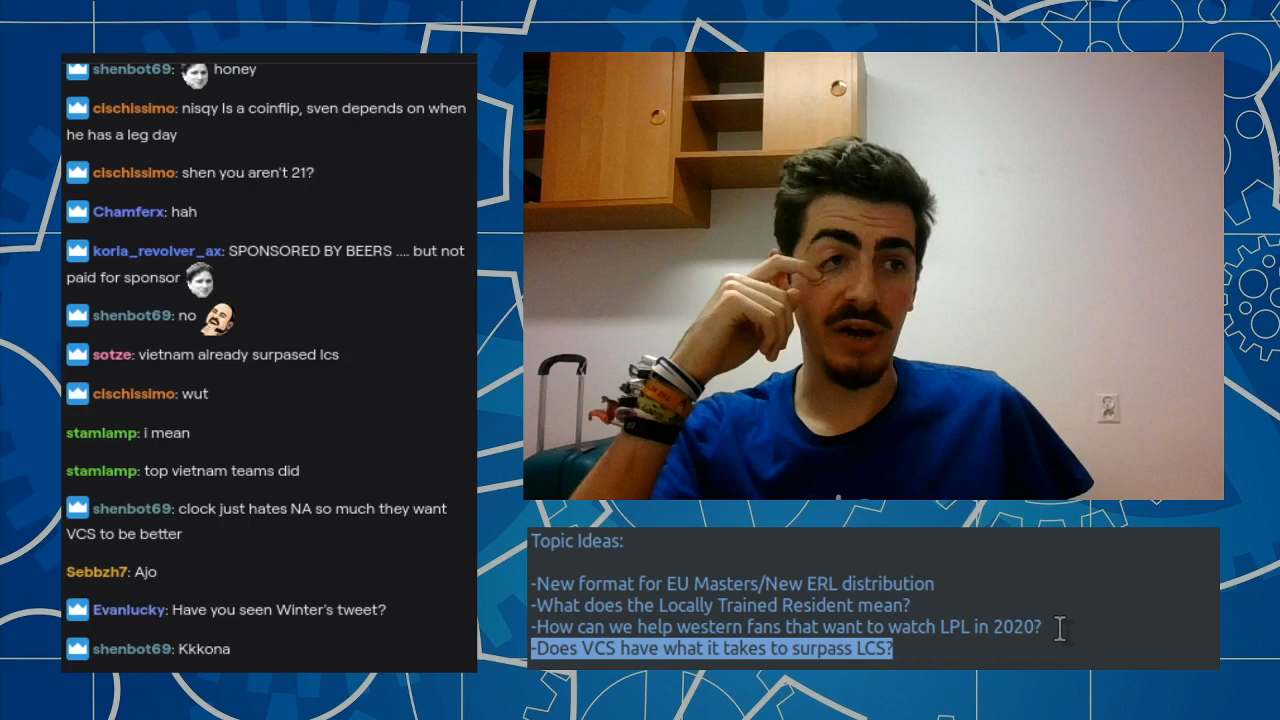 shenbot69: honey
cischissimo: nisqy Is a coinflip, sven depends on when
he has a leg day
cischissimo: shen you aren't 21?
Chamferx: hah
korla_revolver_ax: SPONSORED BY BEERS .... but not
paid for sponsor
shenbot69: no
sotze: vietnam already surpased lcs
cischissimo: wut
stamlamp: i mean
stamlamp: top vietnam teams did
shenbot69: clock just hates NA so much they want
VCS to be better
Sebbzh7: Ajo
Evanlucky: Have you seen Winter's tweet?
shenbot69: Kkkona
Topic Ideas:
-New format for EU Masters/New ERL distribution
-What does the Locally Trained Resident mean?
-How can we help western fans that want to watch LPL in 2020?
-Does VCS have what it takes to surpass LCS?